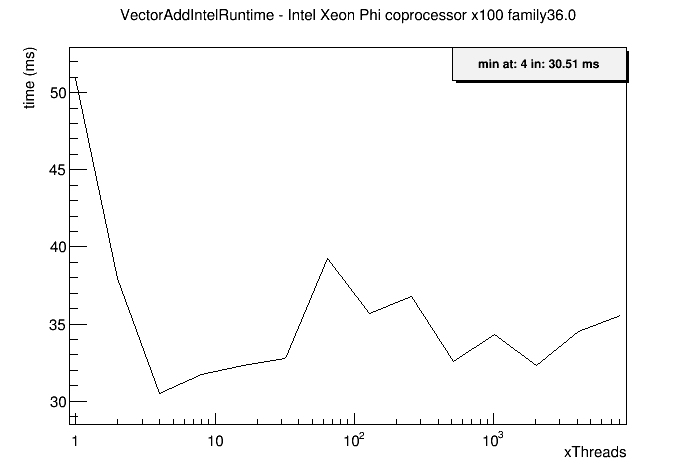 VectorAddIntelRuntime - Intel Xeon Phi coprocessor x100 family36.0
time (ms)
min at: 4 in: 30.51 ms
50
45
40
35
30
1
10
10²
10³
xThreads